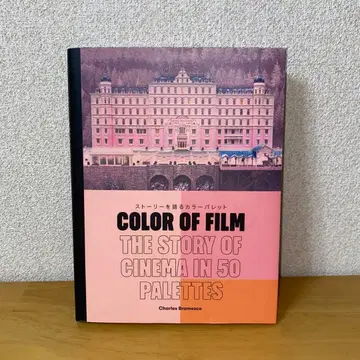 ストーリーを語るカラーパレット
COLOR OF FILM
THE STORY OF
CINEMA IN 50
PALETTES
Charles Bramesco